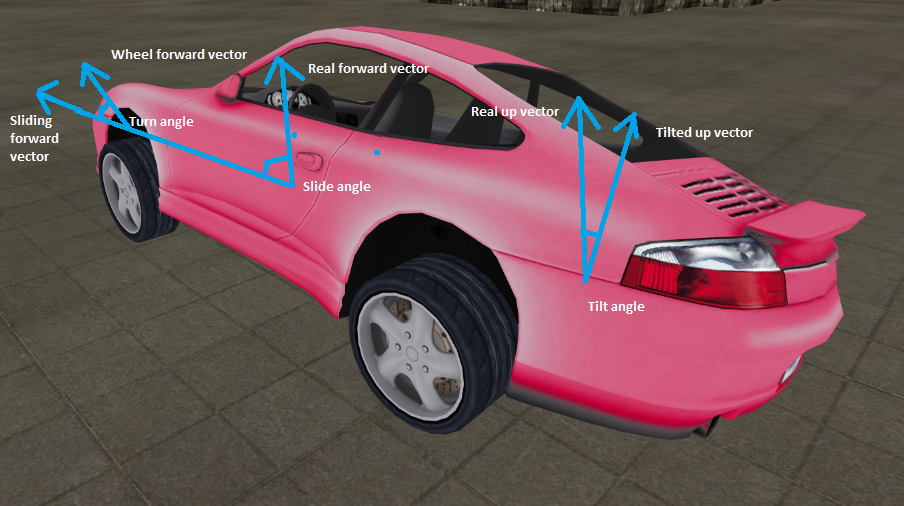 Wheel forward vector
Real forward vector
Sliding
forward
vector
Turn angle
Slide angle
Real up vector
Tilted up vector
Tilt angle